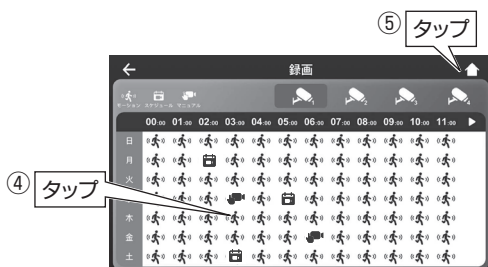 ⑤ タップ
録画
モーション スケジュール マニュアル
1 2 3 4
00:00 01:00 02:00 03:00 04:00 05:00 06:00 07:00 08:00 09:00 10:00 11:00
日
月
火
④ タップ
木
金
土